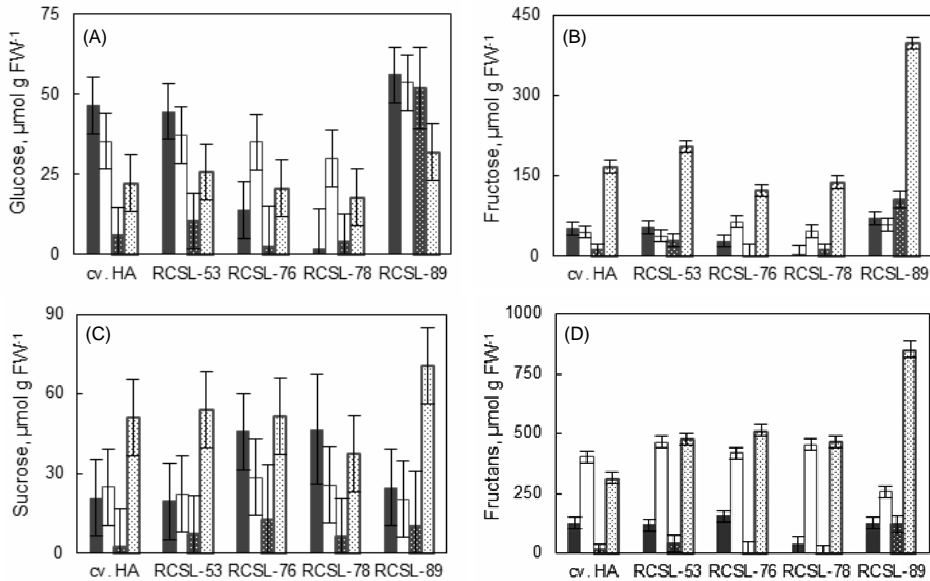 (A)
Glucose, µmol g FW⁻¹
75
50
25
0
cv. HA RCSL-53 RCSL-76 RCSL-78 RCSL-89
(B)
Fructose, µmol g FW⁻¹
450
300
150
0
cv. HA RCSL-53 RCSL-76 RCSL-78 RCSL-89
(C)
Sucrose, µmol g FW⁻¹
90
60
30
0
cv. HA RCSL-53 RCSL-76 RCSL-78 RCSL-89
(D)
Fructans, µmol g FW⁻¹
1000
750
500
250
0
cv. HA RCSL-53 RCSL-76 RCSL-78 RCSL-89